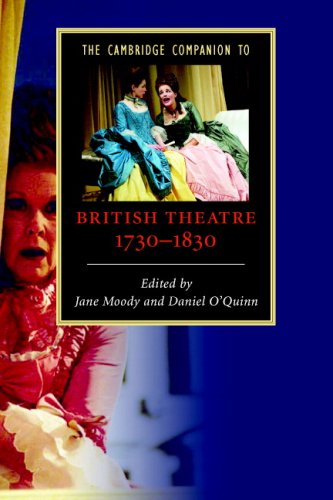 THE CAMBRIDGE COMPANION TO
BRITISH THEATRE
1730–1830
Edited by
Jane Moody and Daniel O'Quinn